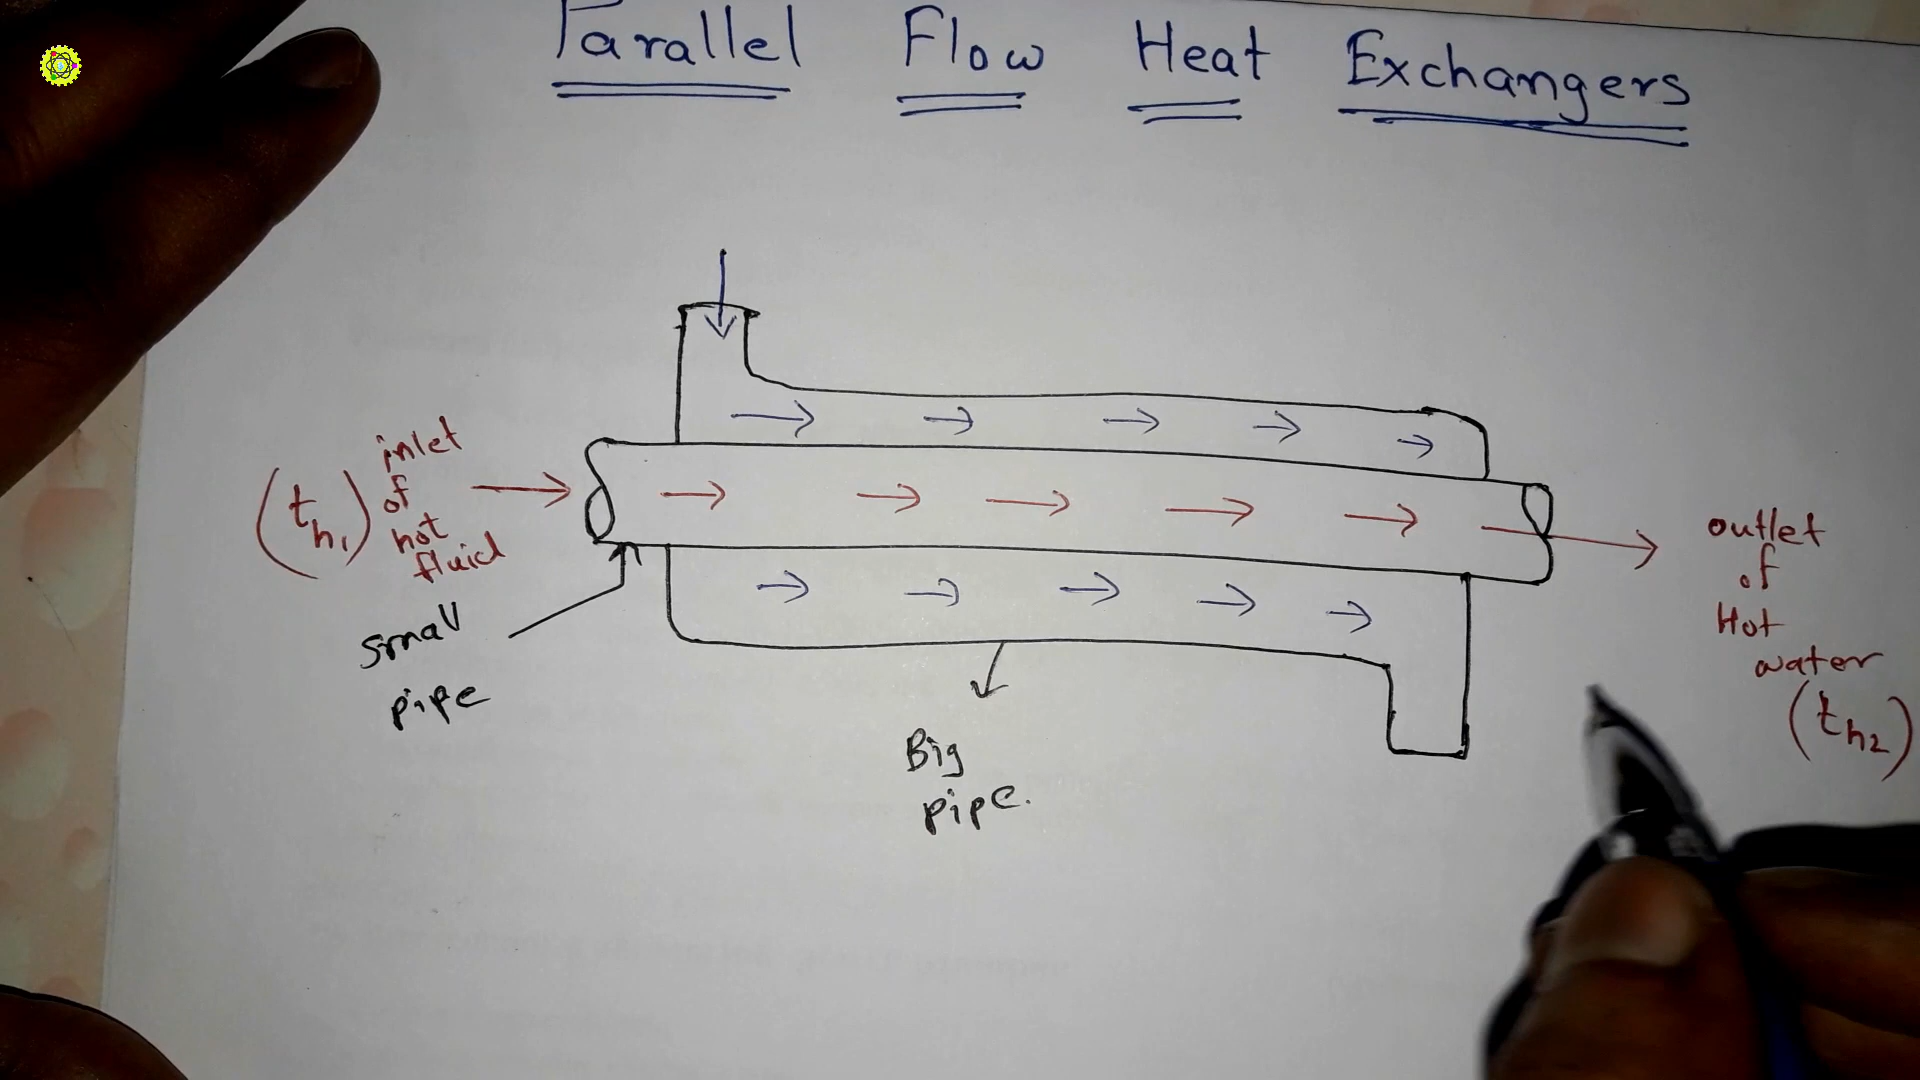 Parallel Flow Heat Exchangers
inlet
of
hot
fluid
(th1)
small
pipe
Big
pipe.
outlet
of
Hot
water
(th2)